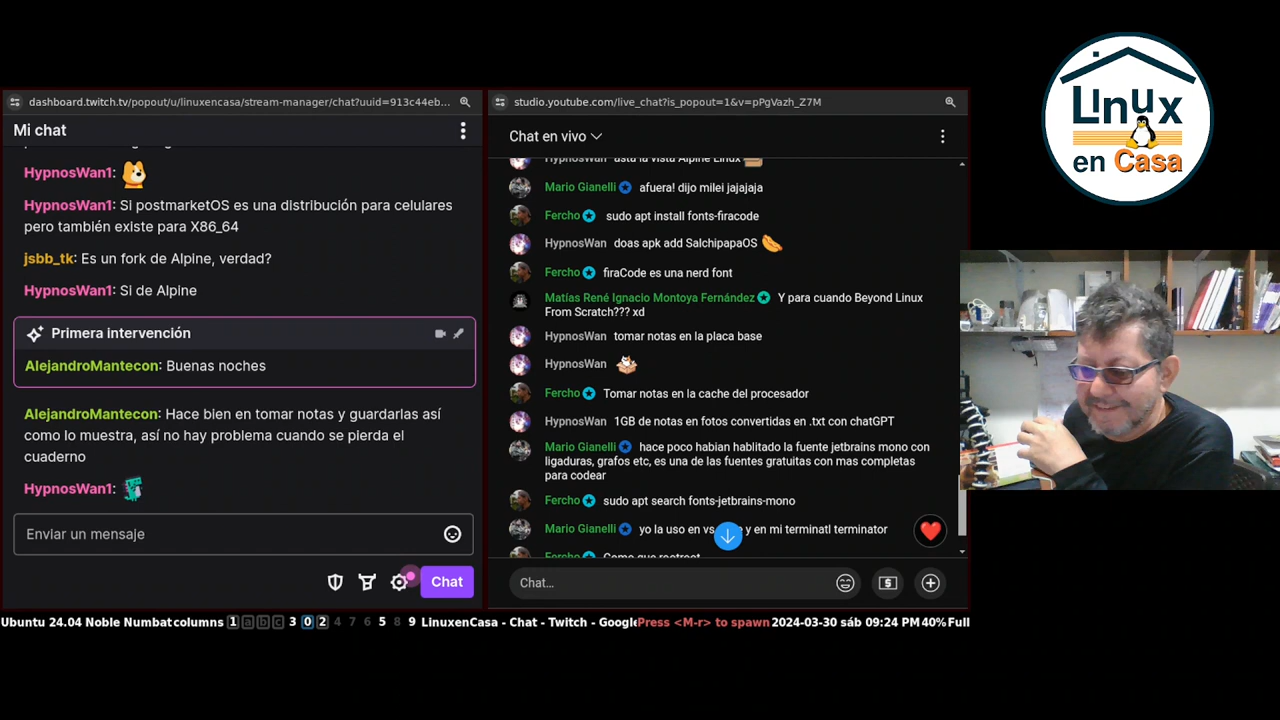 dashboard.twitch.tv/popout/u/linuxencasa/stream-manager/chat?uuid=913c44eb...
Mi chat
HypnosWan1:
HypnosWan1: SI postmarketOS es una distribución para celulares
pero también existe para X86_64
jsbb_tk: Es un fork de Alpine, verdad?
HypnosWan1: SI de Alpine
Primera intervención
AlejandroMantecon: Buenas noches
AlejandroMantecon: Hace bien en tomar notas y guardarlas así
como lo muestra, así no hay problema cuando se pierda el
cuaderno
HypnosWan1:
Enviar un mensaje
Chat
studio.youtube.com/live_chat?is_popout=1&v=pPgVazh_Z7M
Chat en vivo
HypnosWan asta la vista Alpine Linux
Mario Gianelli afuera! dijo milei jajajaja
Fercho sudo apt install fonts-firacode
HypnosWan doas apk add SalchipapaOS
Fercho firaCode es una nerd font
Matías René Ignacio Montoya Fernández Y para cuando Beyond Linux
From Scratch??? xd
HypnosWan tomar notas en la placa base
HypnosWan
Fercho Tomar notas en la cache del procesador
HypnosWan 1GB de notas en fotos convertidas en .txt con chatGPT
Mario Gianelli hace poco habian hablitado la fuente jetbrains mono con
ligaduras, grafos etc, es una de las fuentes gratuitas con mas completas
para codear
Fercho sudo apt search fonts-jetbrains-mono
Mario Gianelli yo la uso en vs y en mi terminatl terminator
Fercho Como que rootroot
Chat...
LInux
en Casa
Ubuntu 24.04 Noble Numbat columns 1 a b c 3 0 2 4 7 6 5 8 9 LinuxenCasa - Chat - Twitch - Google Press <M-r> to spawn 2024-03-30 sáb 09:24 PM 40% Full